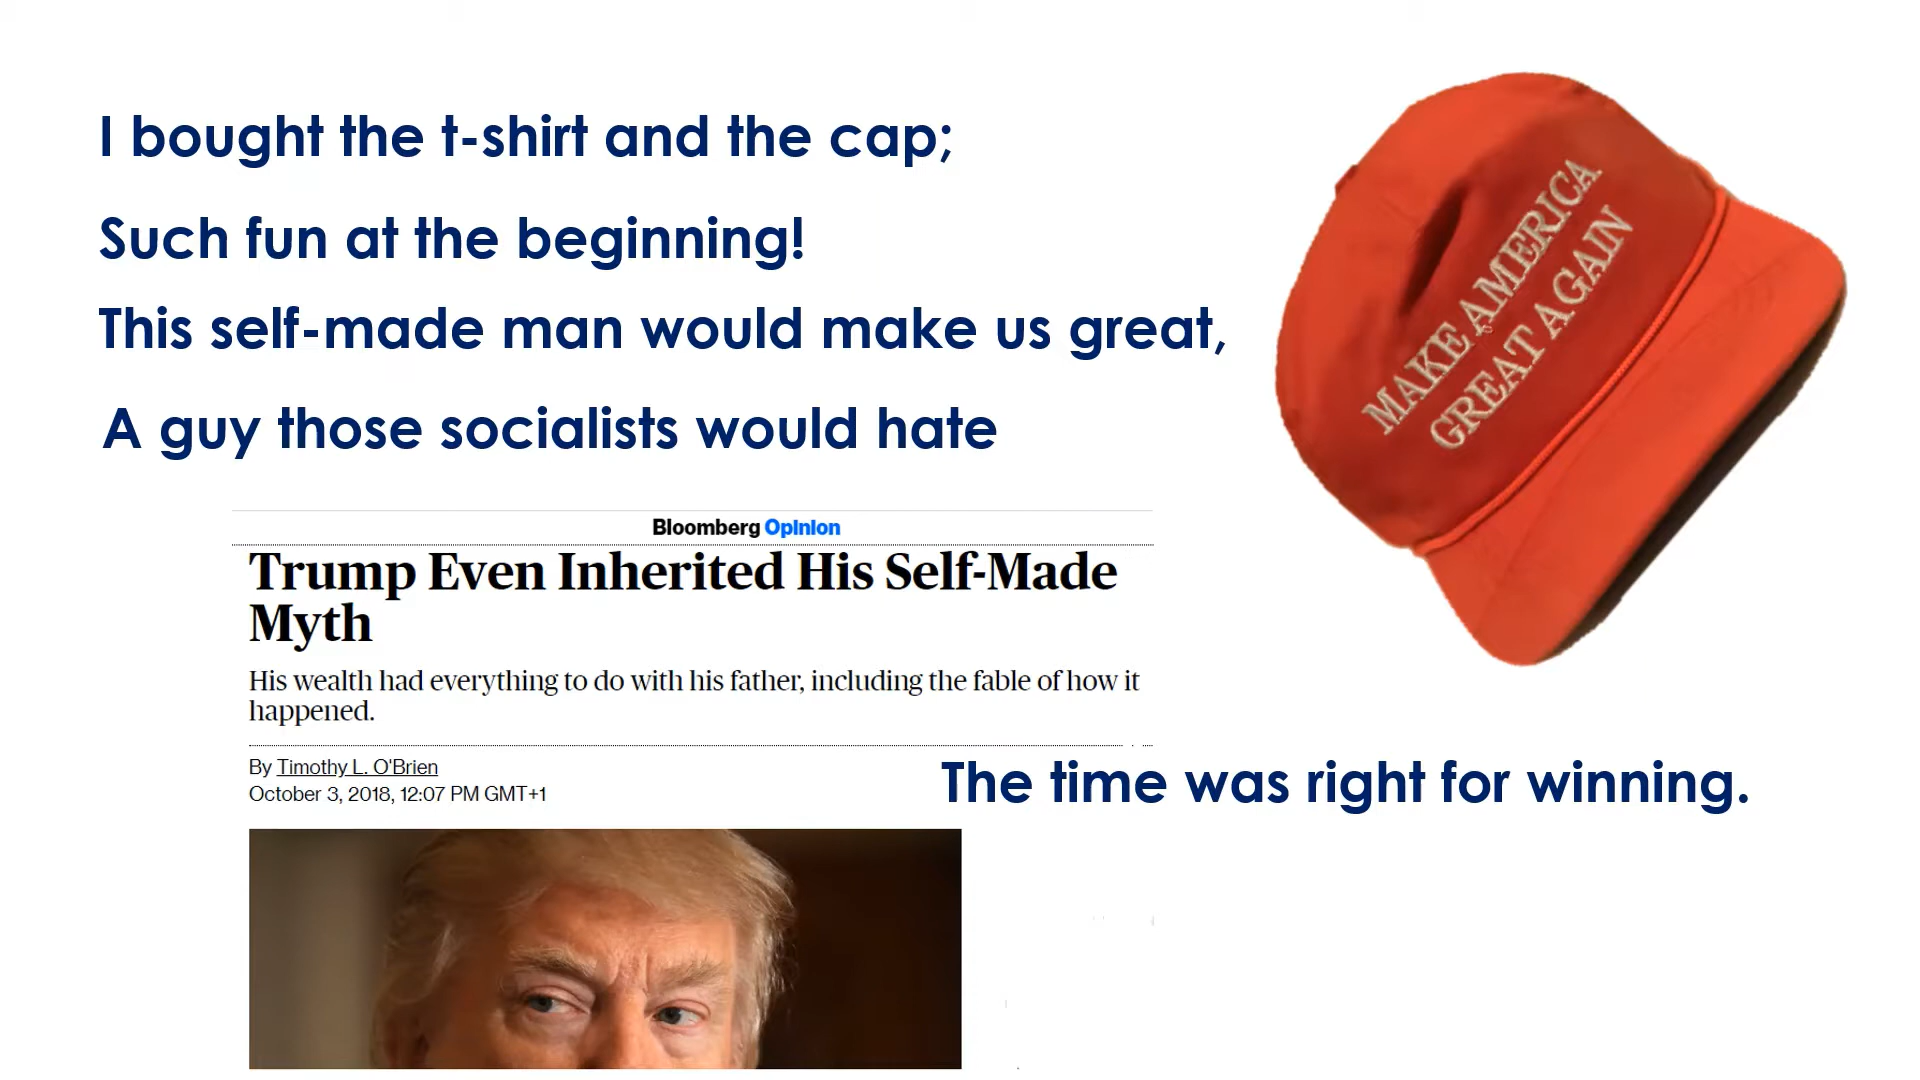 I bought the t-shirt and the cap;
Such fun at the beginning!
This self-made man would make us great,
A guy those socialists would hate
MAKE AMERICA
GREAT AGAIN
Bloomberg Opinion
Trump Even Inherited His Self-Made
Myth
His wealth had everything to do with his father, including the fable of how it
happened.
By Timothy L. O'Brien
October 3, 2018, 12:07 PM GMT+1
The time was right for winning.